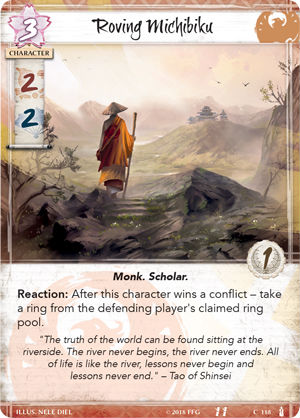 3
Roving Michibiku
CHARACTER
2
2
1
Monk. Scholar.
Reaction: After this character wins a conflict – take
a ring from the defending player's claimed ring
pool.
"The truth of the world can be found sitting at the
riverside. The river never begins, the river never ends. All
of life is like the river, lessons never begin and
lessons never end." – Tao of Shinsei
ILLUS. NELE DIEL
©2018 FFG
C 118